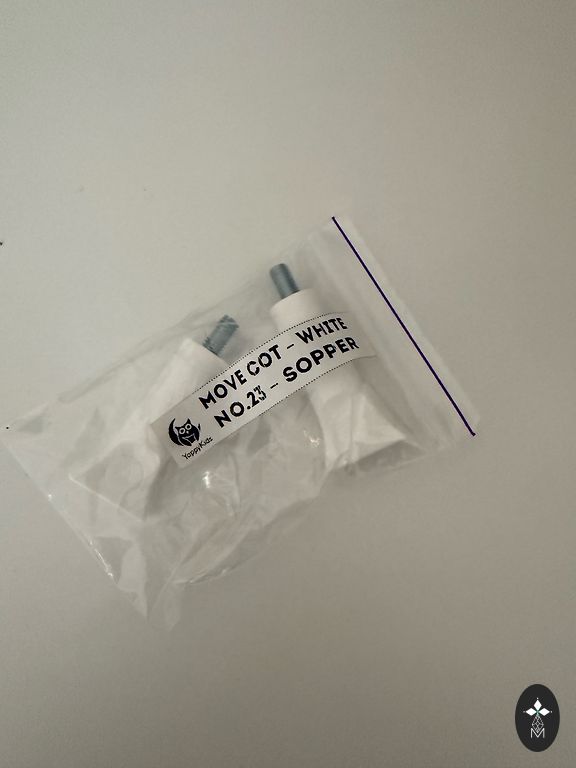 MOVE COT - WHITE
NO.23 - SOPPER
YappyKids
M